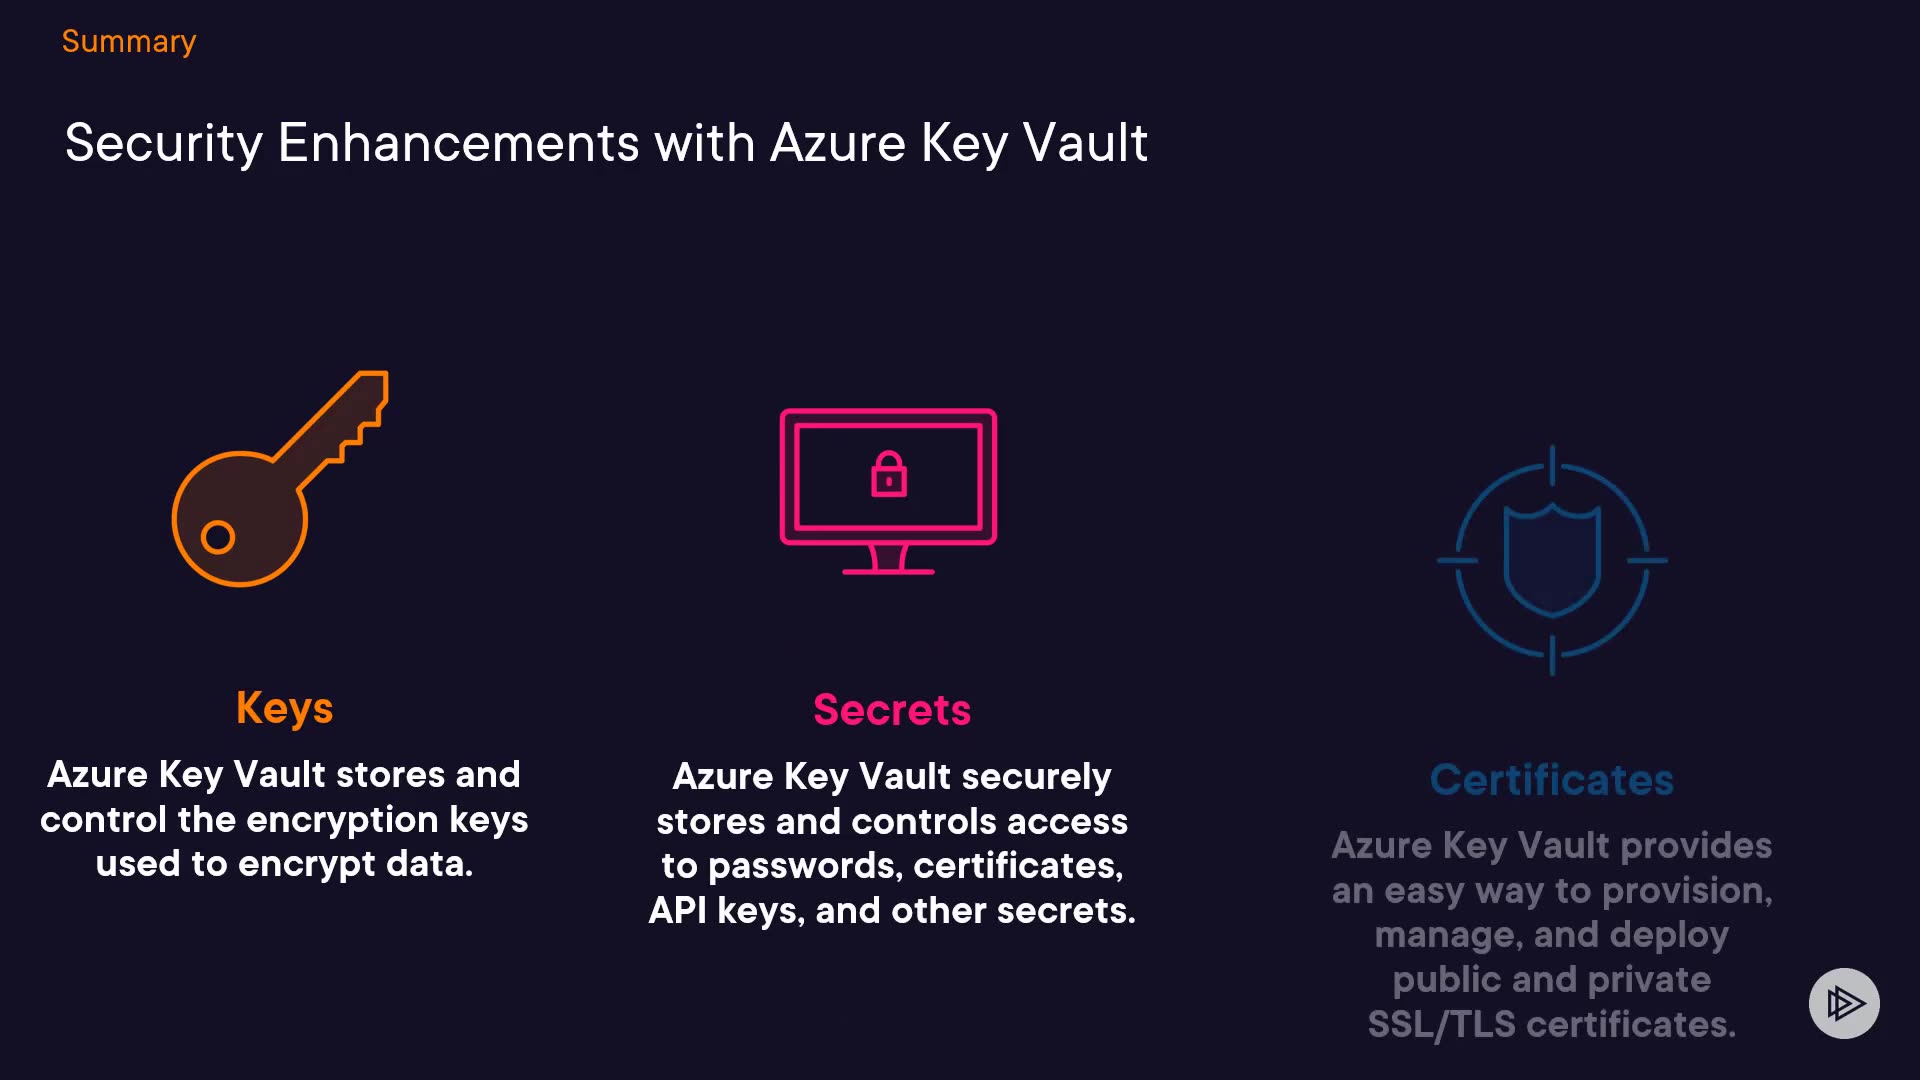 Summary
Security Enhancements with Azure Key Vault
Keys
Azure Key Vault stores and
control the encryption keys
used to encrypt data.
Secrets
Azure Key Vault securely
stores and controls access
to passwords, certificates,
API keys, and other secrets.
Certificates
Azure Key Vault provides
an easy way to provision,
manage, and deploy
public and private
SSL/TLS certificates.